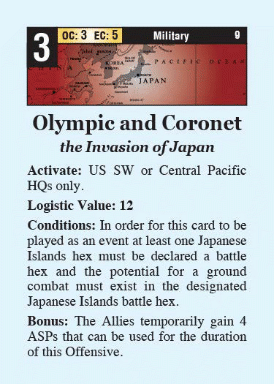 3 OC: 3 EC: 5 Military 9
KOREA
JAPAN
PACIFIC OCEAN
Olympic and Coronet
the Invasion of Japan
Activate: US SW or Central Pacific
HQs only.
Logistic Value: 12
Conditions: In order for this card to be
played as an event at least one Japanese
Islands hex must be declared a battle
hex and the potential for a ground
combat must exist in the designated
Japanese Islands battle hex.
Bonus: The Allies temporarily gain 4
ASPs that can be used for the duration
of this Offensive.